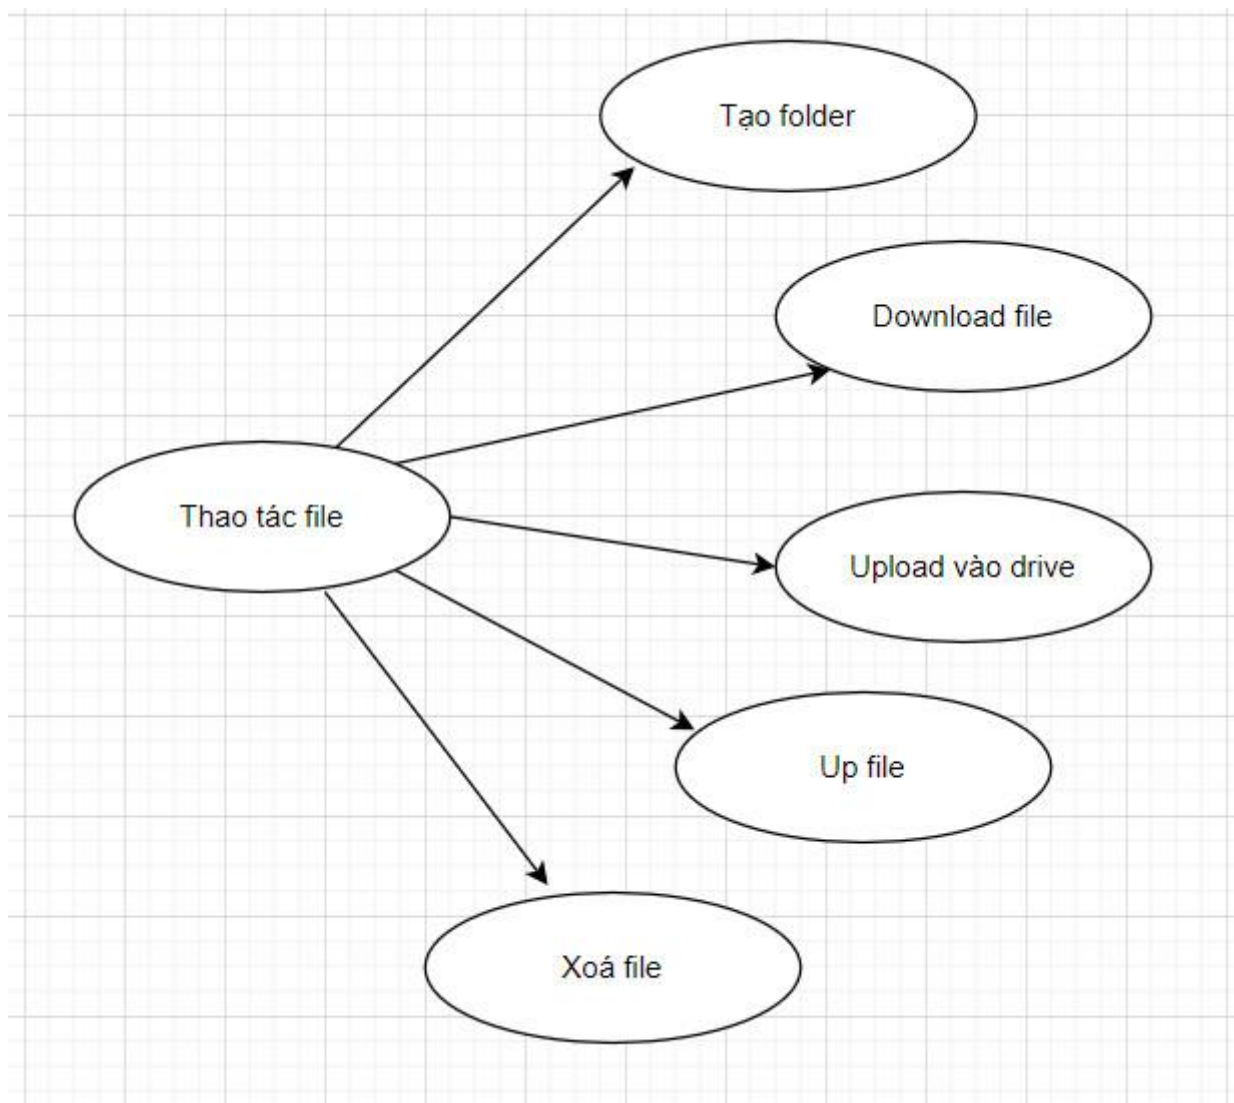 Tạo folder
Download file
Thao tác file
Upload vào drive
Up file
Xoá file